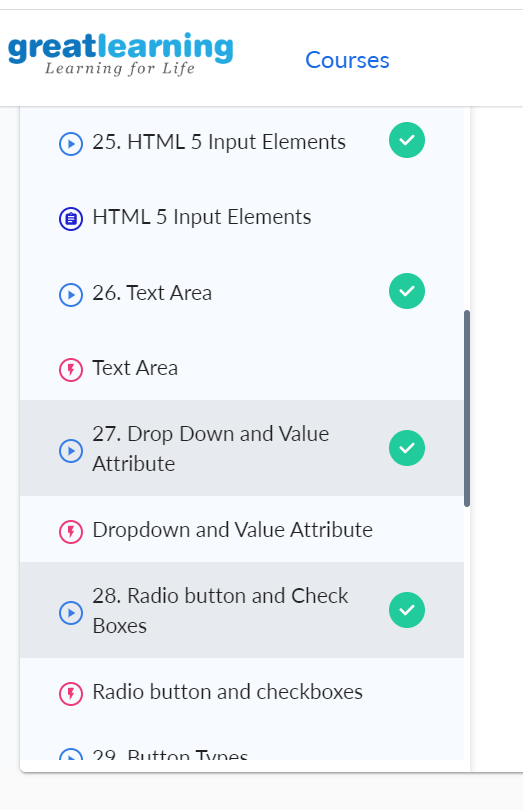 greatlearning
Learning for Life
Courses
25. HTML 5 Input Elements
HTML 5 Input Elements
26. Text Area
Text Area
27. Drop Down and Value
Attribute
Dropdown and Value Attribute
28. Radio button and Check
Boxes
Radio button and checkboxes
29. Button Types